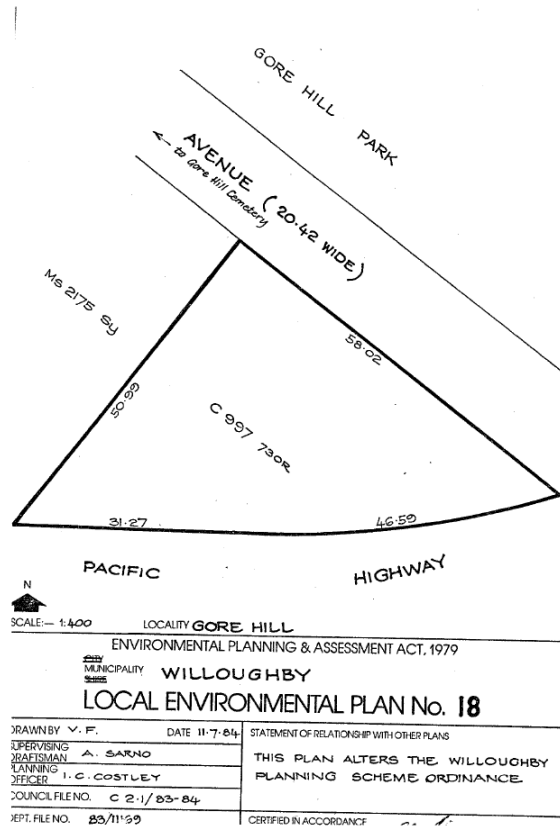 GORE HILL PARK
AVENUE (20·42 WIDE)
← to Gore Hill Cemetery
Ms 2175 Sy
58·02
50·99
C 997 730R
31·27
46·59
PACIFIC HIGHWAY
N
SCALE:— 1:400 LOCALITY GORE HILL
ENVIRONMENTAL PLANNING & ASSESSMENT ACT, 1979
CITY
MUNICIPALITY WILLOUGHBY
SHIRE
LOCAL ENVIRONMENTAL PLAN No. 18
DRAWN BY V. F. DATE 11·7·84
SUPERVISING
DRAFTSMAN A. SARNO
PLANNING
OFFICER I. C. COSTLEY
COUNCIL FILE NO. C 2·1/83-84
DEPT. FILE NO.
STATEMENT OF RELATIONSHIP WITH OTHER PLANS
THIS PLAN ALTERS THE WILLOUGHBY
PLANNING SCHEME ORDINANCE.
CERTIFIED IN ACCORDANCE